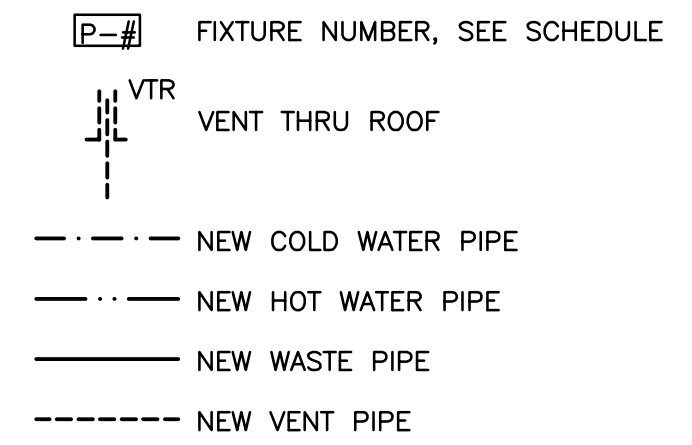 P-# FIXTURE NUMBER, SEE SCHEDULE
VTR
VENT THRU ROOF
NEW COLD WATER PIPE
NEW HOT WATER PIPE
NEW WASTE PIPE
NEW VENT PIPE